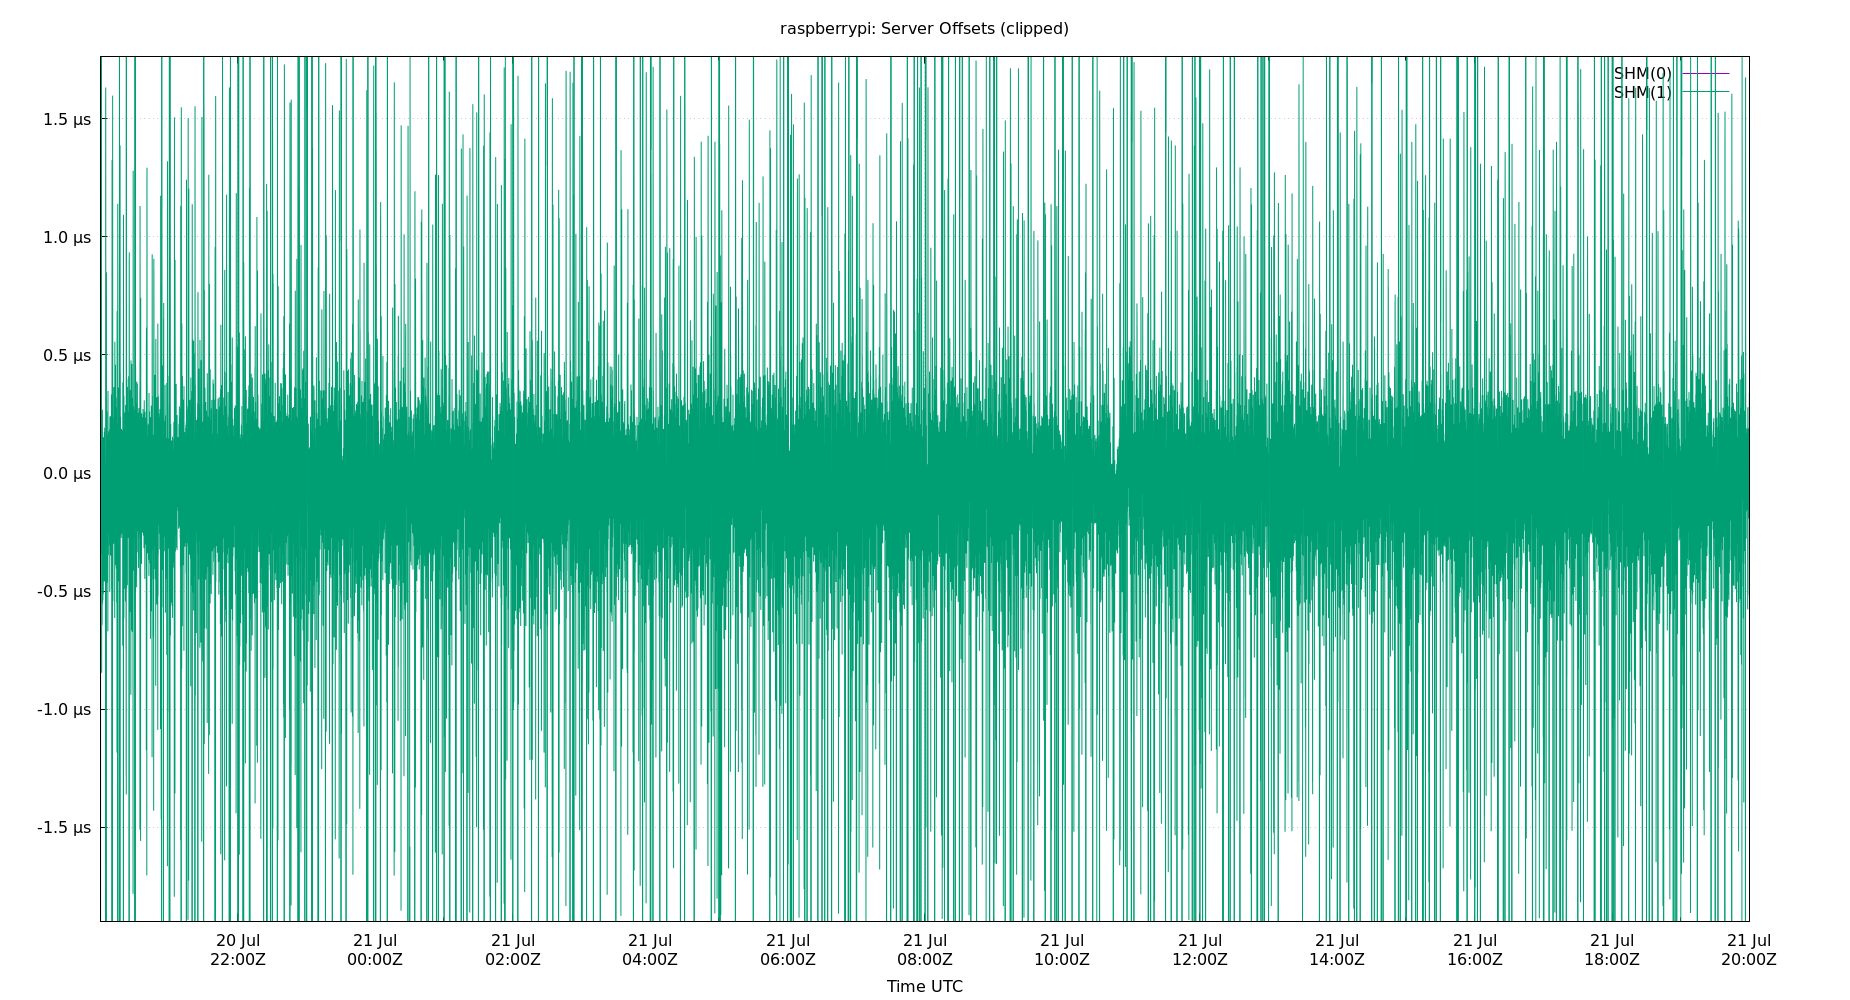 raspberrypi: Server Offsets (clipped)
SHM(0)
SHM(1)
1.5 µs
1.0 µs
0.5 µs
0.0 µs
-0.5 µs
-1.0 µs
-1.5 µs
20 Jul 21 Jul 21 Jul 21 Jul 21 Jul 21 Jul 21 Jul 21 Jul 21 Jul 21 Jul 21 Jul 21 Jul
22:00Z 00:00Z 02:00Z 04:00Z 06:00Z 08:00Z 10:00Z 12:00Z 14:00Z 16:00Z 18:00Z 20:00Z
Time UTC